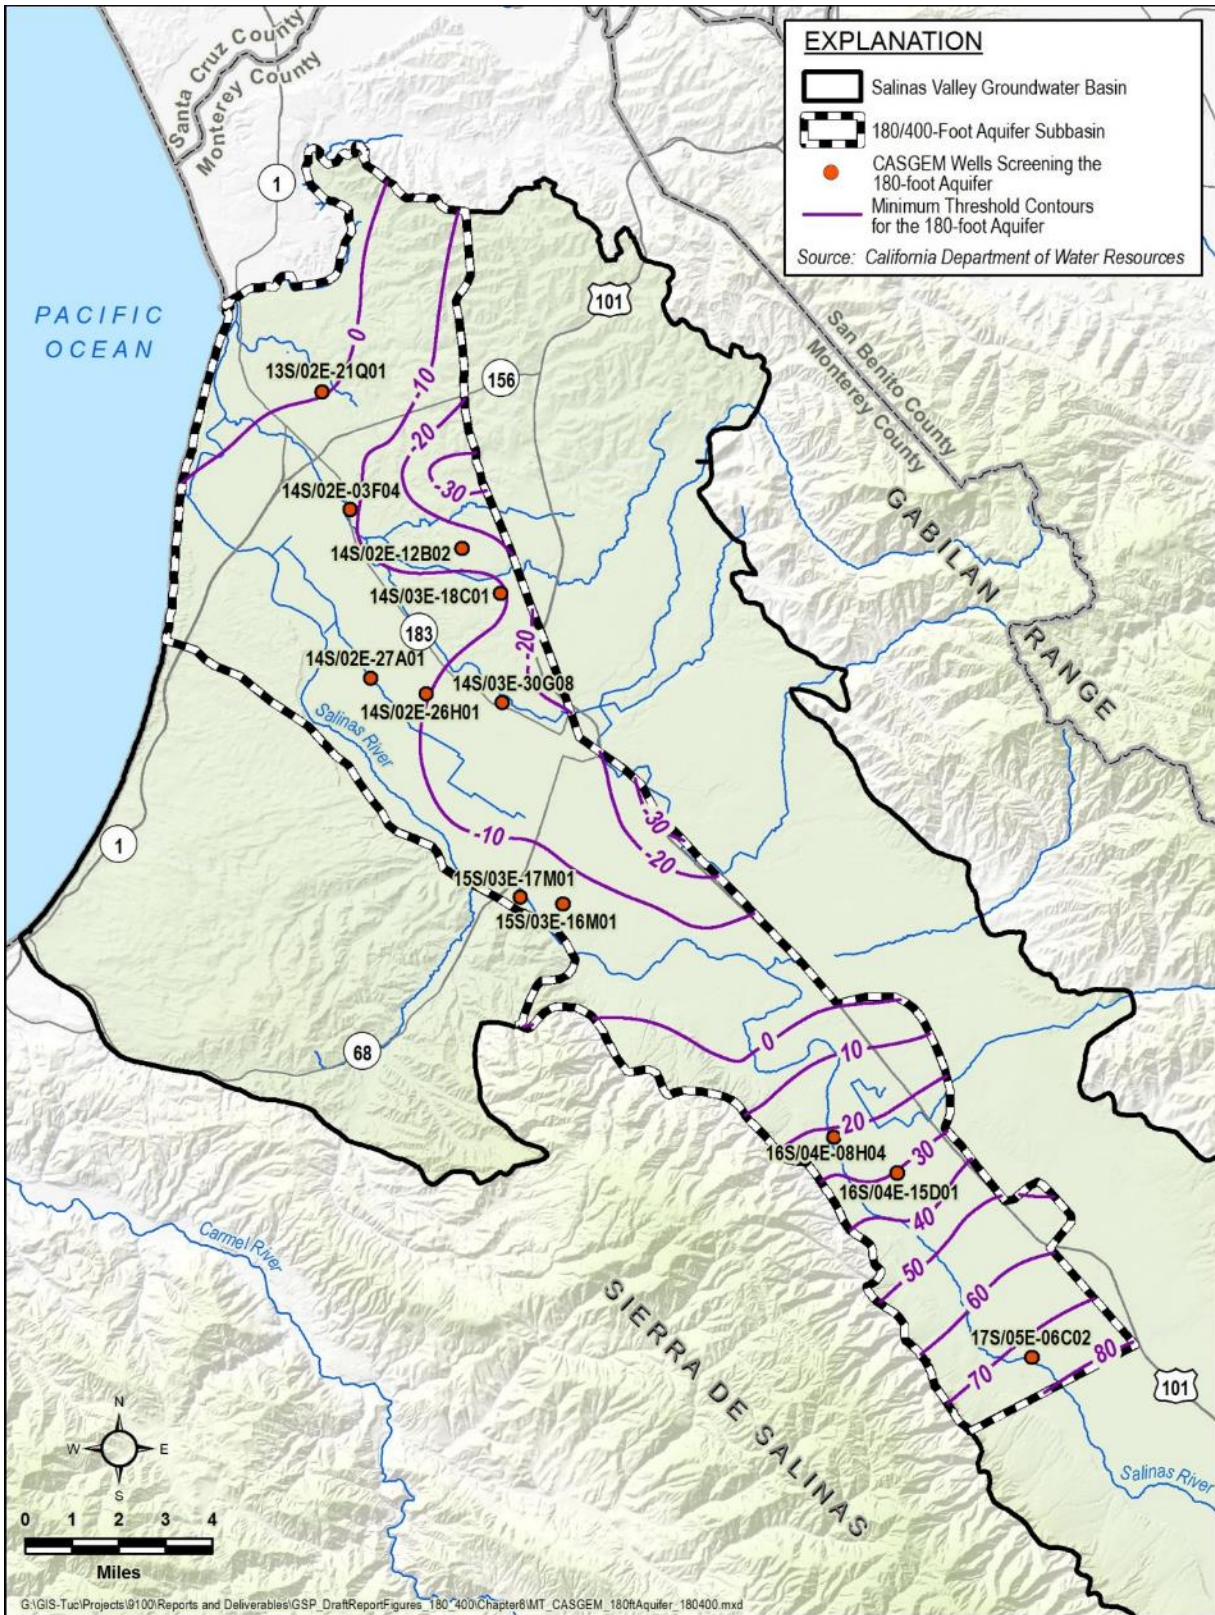 EXPLANATION
Salinas Valley Groundwater Basin
180/400-Foot Aquifer Subbasin
CASGEM Wells Screening the
180-foot Aquifer
Minimum Threshold Contours
for the 180-foot Aquifer
Source: California Department of Water Resources
Santa Cruz County
Monterey County
1
101
PACIFIC
OCEAN
San Benito County
Monterey County
0
13S/02E-21Q01
-10
156
-20
-30
14S/02E-03F04
GABILAN
RANGE
14S/02E-12B02
14S/03E-18C01
183
-20
14S/02E-27A01
14S/03E-30G08
14S/02E-26H01
Salinas River
-10
-30
-20
1
15S/03E-17M01
15S/03E-16M01
68
0
10
20
16S/04E-08H04
30
16S/04E-15D01
40
50
60
17S/05E-06C02
70
80
101
Carmel River
SIERRA DE SALINAS
Salinas River
N
W
E
S
0 1 2 3 4
Miles
G:\GIS-Tuc\Projects\9100\Reports and Deliverables\GSP_DraftReportFigures_180_400\Chapter8\MT_CASGEM_180ftAquifer_180400.mxd